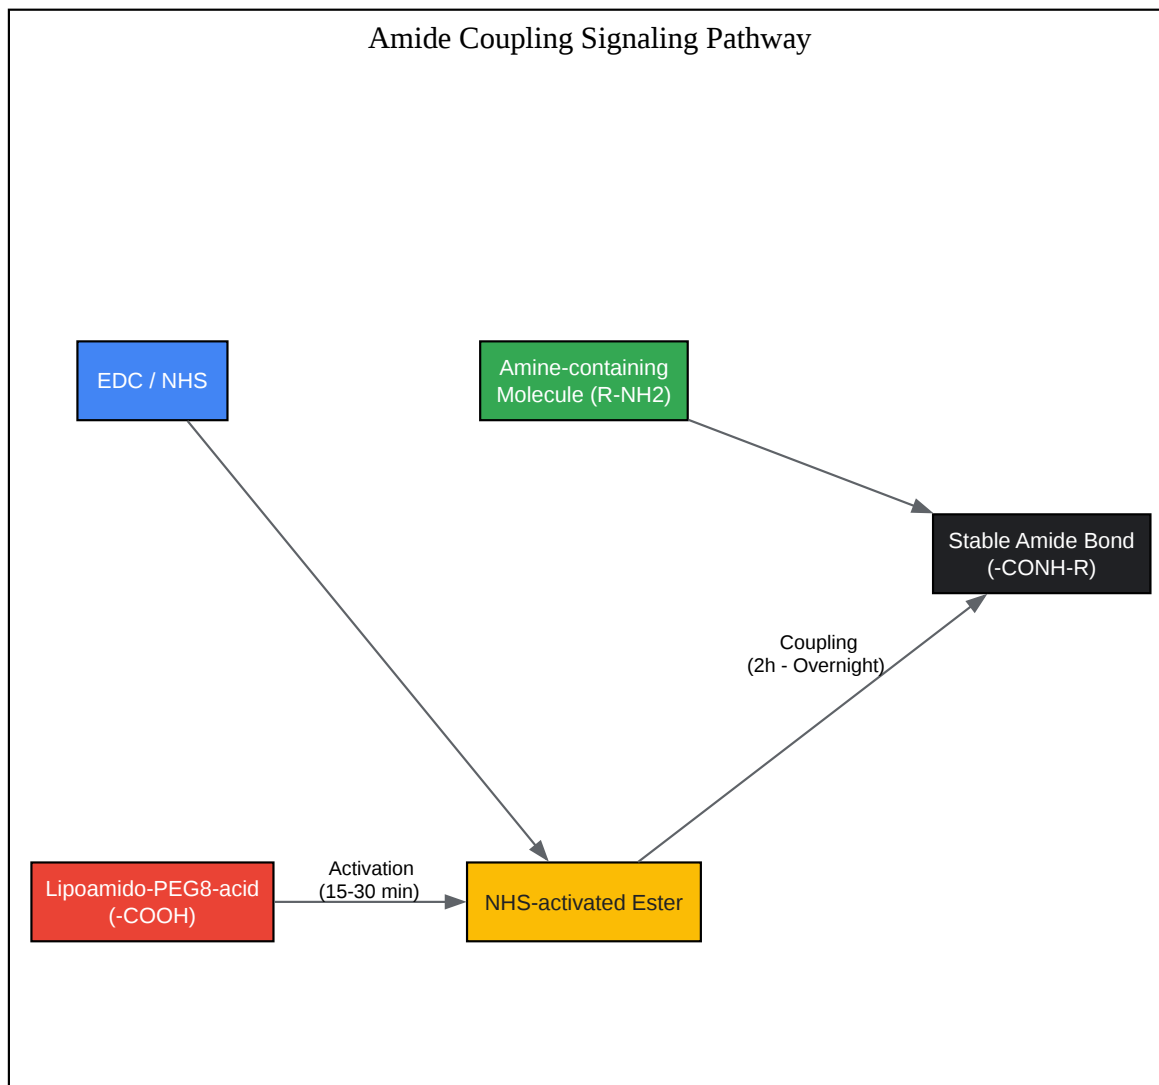 Amide Coupling Signaling Pathway
EDC / NHS
Amine-containing
Molecule (R-NH2)
Stable Amide Bond
(-CONH-R)
Coupling
(2h - Overnight)
Lipoamido-PEG8-acid
(-COOH)
Activation
(15-30 min)
NHS-activated Ester